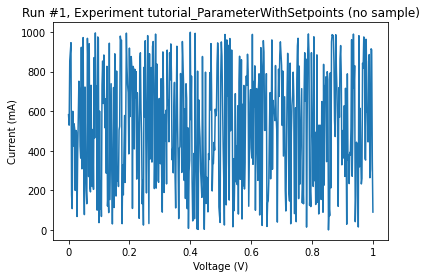 Run #1, Experiment tutorial_ParameterWithSetpoints (no sample)
1000
800
600
400
200
0
Current (mA)
0 0.2 0.4 0.6 0.8 1
Voltage (V)